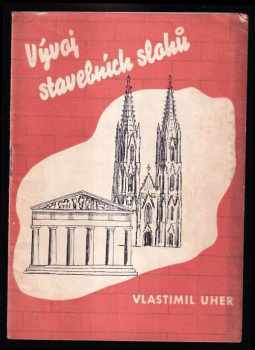 Vývoj
stavebních slohů
VLASTIMIL UHER